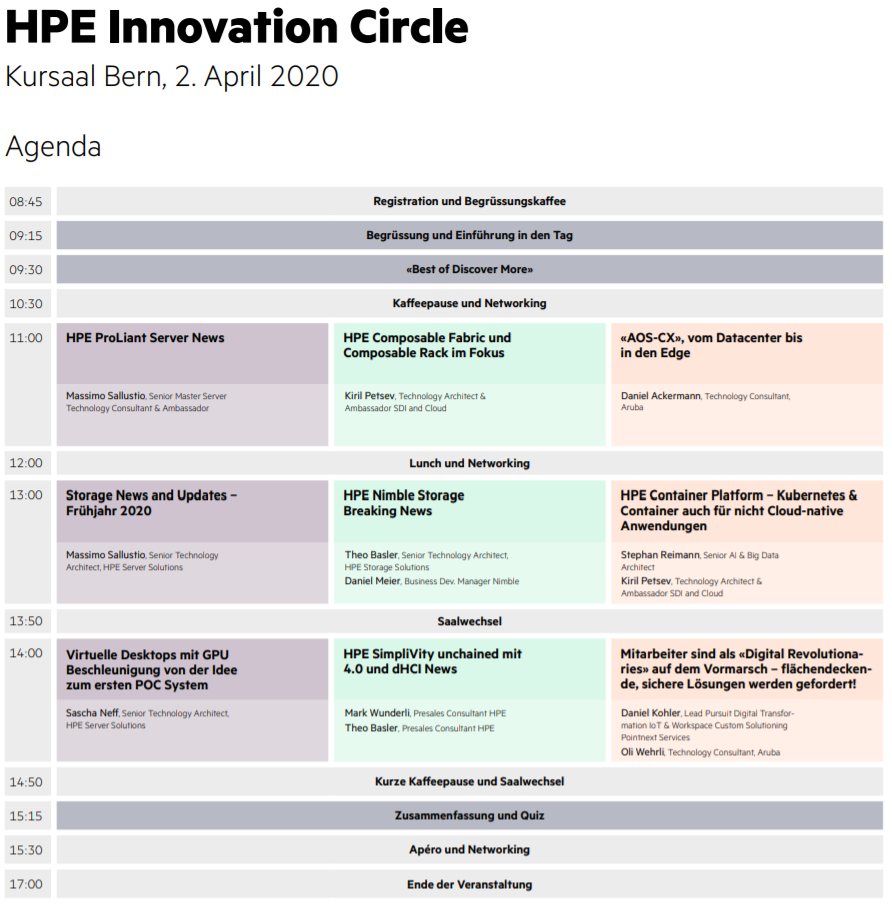 HPE Innovation Circle
Kursaal Bern, 2. April 2020
Agenda
08:45
Registration und Begrüssungskaffee
09:15
Begrüssung und Einführung in den Tag
09:30
«Best of Discover More»
10:30
Kaffeepause und Networking
11:00
HPE ProLiant Server News
Massimo Sallustio, Senior Master Server
Technology Consultant & Ambassador
HPE Composable Fabric und
Composable Rack im Fokus
Kiril Petsev, Technology Architect &
Ambassador SDI and Cloud
«AOS-CX», vom Datacenter bis
in den Edge
Daniel Ackermann, Technology Consultant,
Aruba
12:00
Lunch und Networking
13:00
Storage News and Updates –
Frühjahr 2020
Massimo Sallustio, Senior Technology
Architect, HPE Server Solutions
HPE Nimble Storage
Breaking News
Theo Basler, Senior Technology Architect,
HPE Storage Solutions
Daniel Meier, Business Dev. Manager Nimble
HPE Container Platform – Kubernetes &
Container auch für nicht Cloud-native
Anwendungen
Stephan Reimann, Senior AI & Big Data
Architect
Kiril Petsev, Technology Architect &
Ambassador SDI and Cloud
13:50
Saalwechsel
14:00
Virtuelle Desktops mit GPU
Beschleunigung von der Idee
zum ersten POC System
Sascha Neff, Senior Technology Architect,
HPE Server Solutions
HPE SimpliVity unchained mit
4.0 und dHCI News
Mark Wunderli, Presales Consultant HPE
Theo Basler, Presales Consultant HPE
Mitarbeiter sind als «Digital Revolutiona-
ries» auf dem Vormarsch – flächendecken-
de, sichere Lösungen werden gefordert!
Daniel Kohler, Lead Pursuit Digital Transfor-
mation IoT & Workspace Custom Solutioning
Pointnext Services
Oli Wehrli, Technology Consultant, Aruba
14:50
Kurze Kaffeepause und Saalwechsel
15:15
Zusammenfassung und Quiz
15:30
Apéro und Networking
17:00
Ende der Veranstaltung